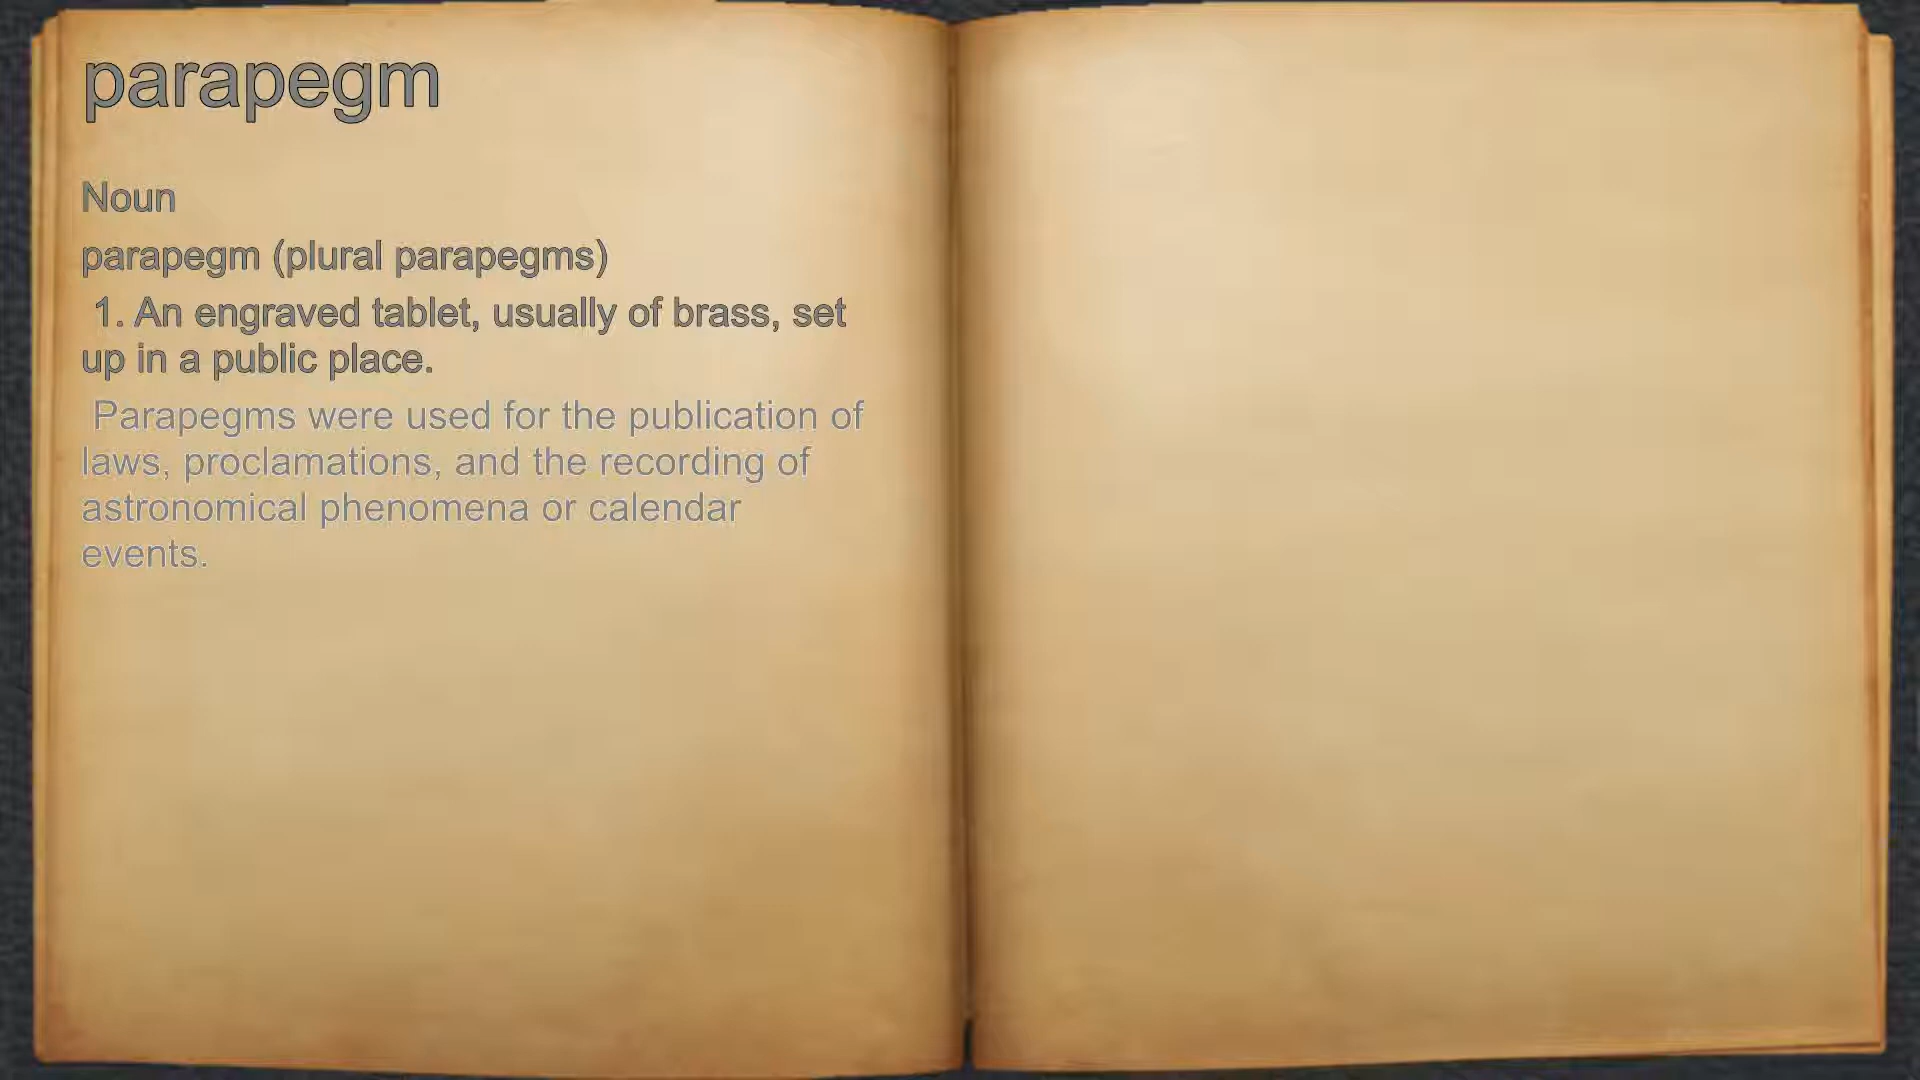 parapegm
Noun
parapegm (plural parapegms)
1. An engraved tablet, usually of brass, set
up in a public place.
Parapegms were used for the publication of
laws, proclamations, and the recording of
astronomical phenomena or calendar
events.